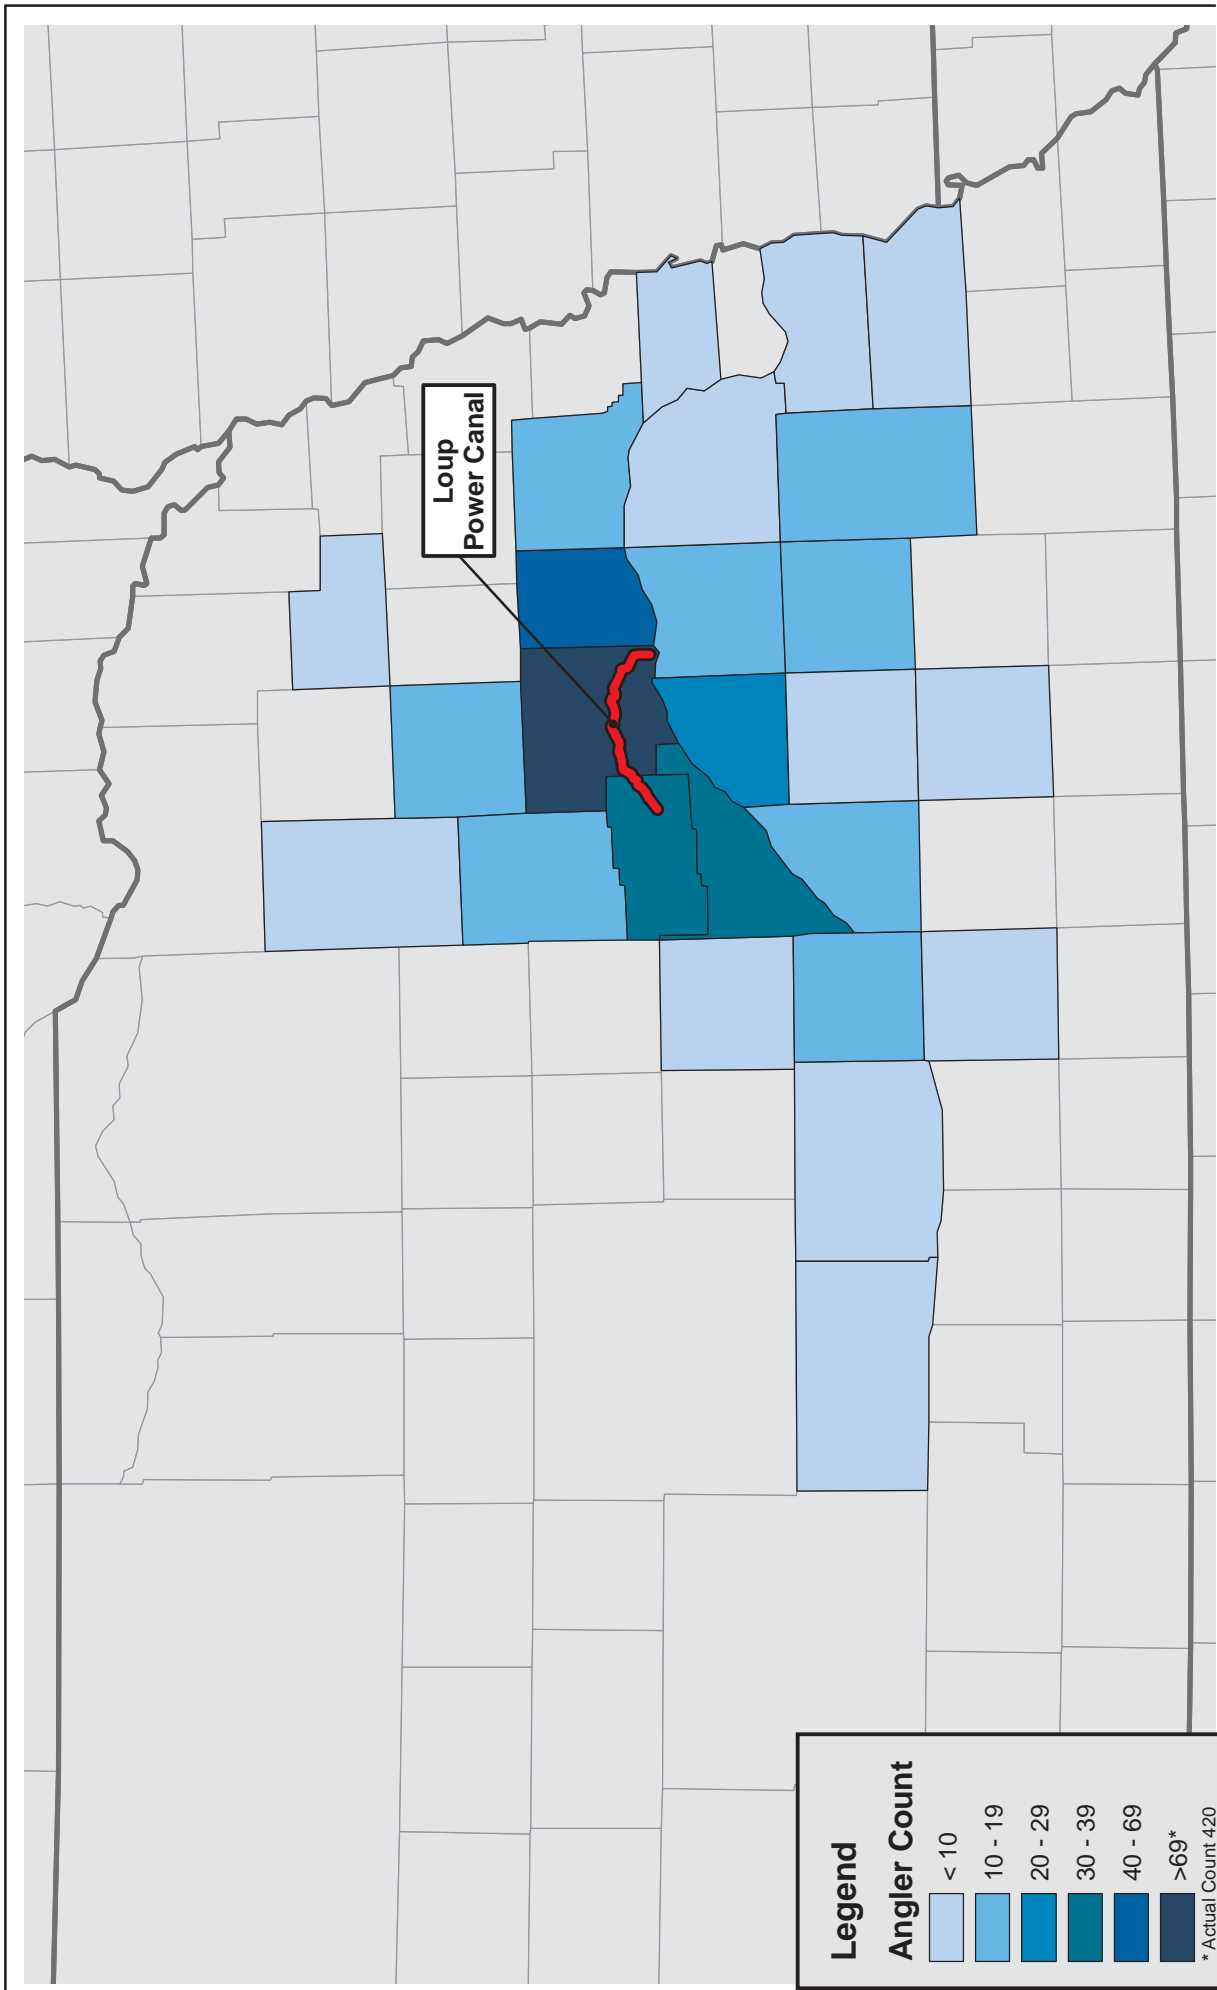 Loup
Power Canal
Legend
Angler Count
< 10
10 - 19
20 - 29
30 - 39
40 - 69
>69*
* Actual Count 420